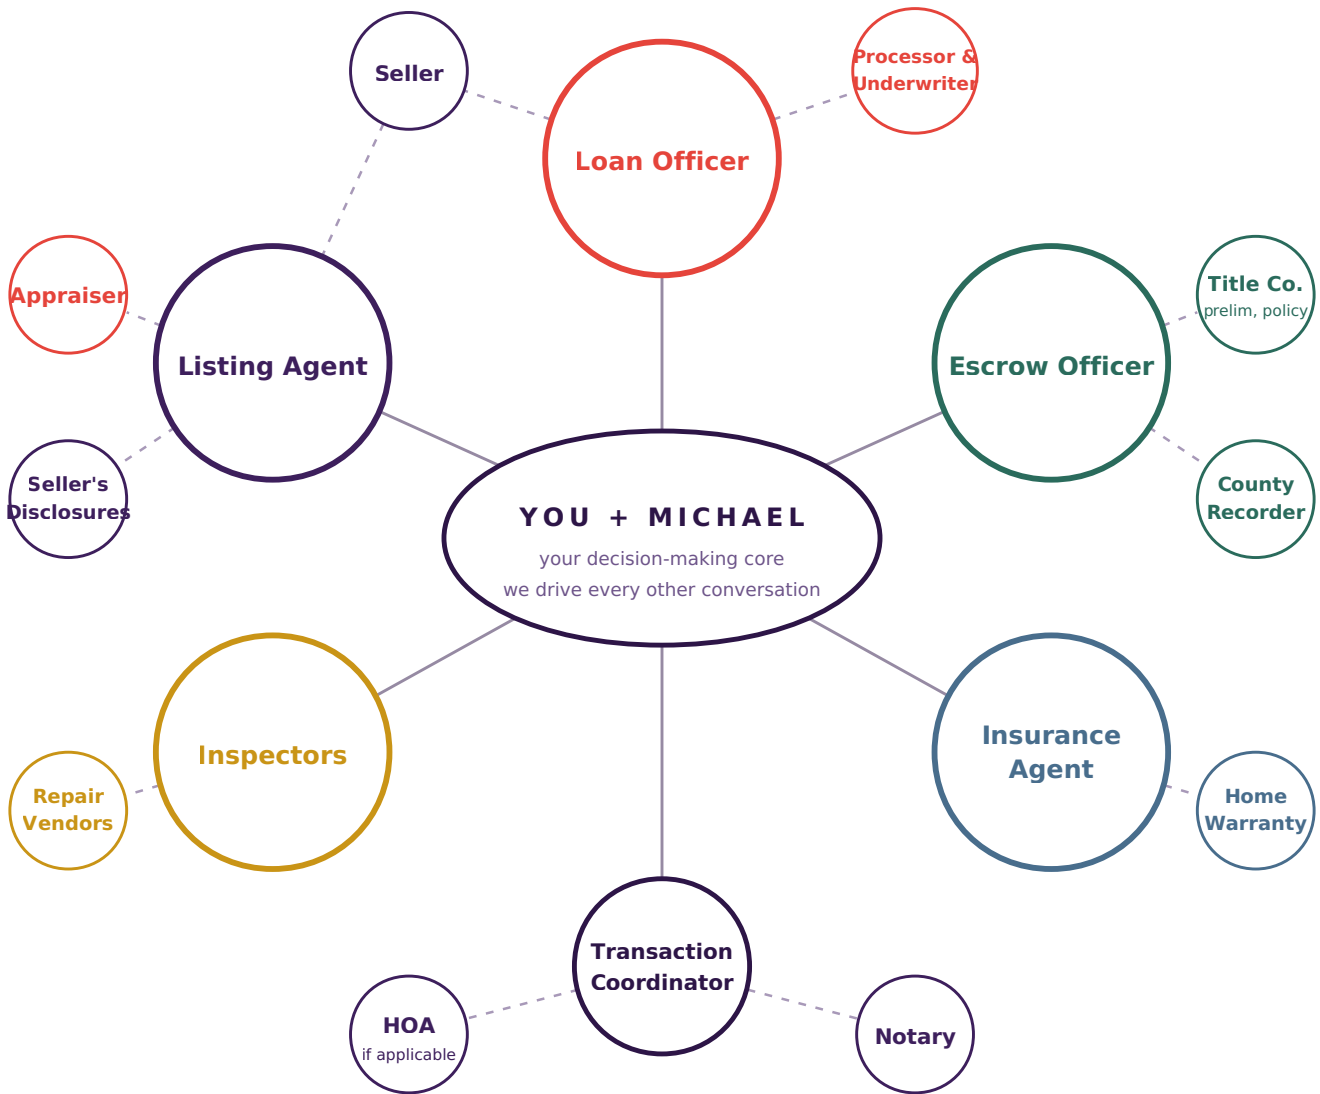 Seller
Processor &
Underwriter
Loan Officer
Appraiser
Listing Agent
Escrow Officer
Title Co.
prelim, policy
Seller's
Disclosures
County
Recorder
YOU + MICHAEL
your decision-making core
we drive every other conversation
Inspectors
Insurance
Agent
Repair
Vendors
Home
Warranty
Transaction
Coordinator
HOA
if applicable
Notary